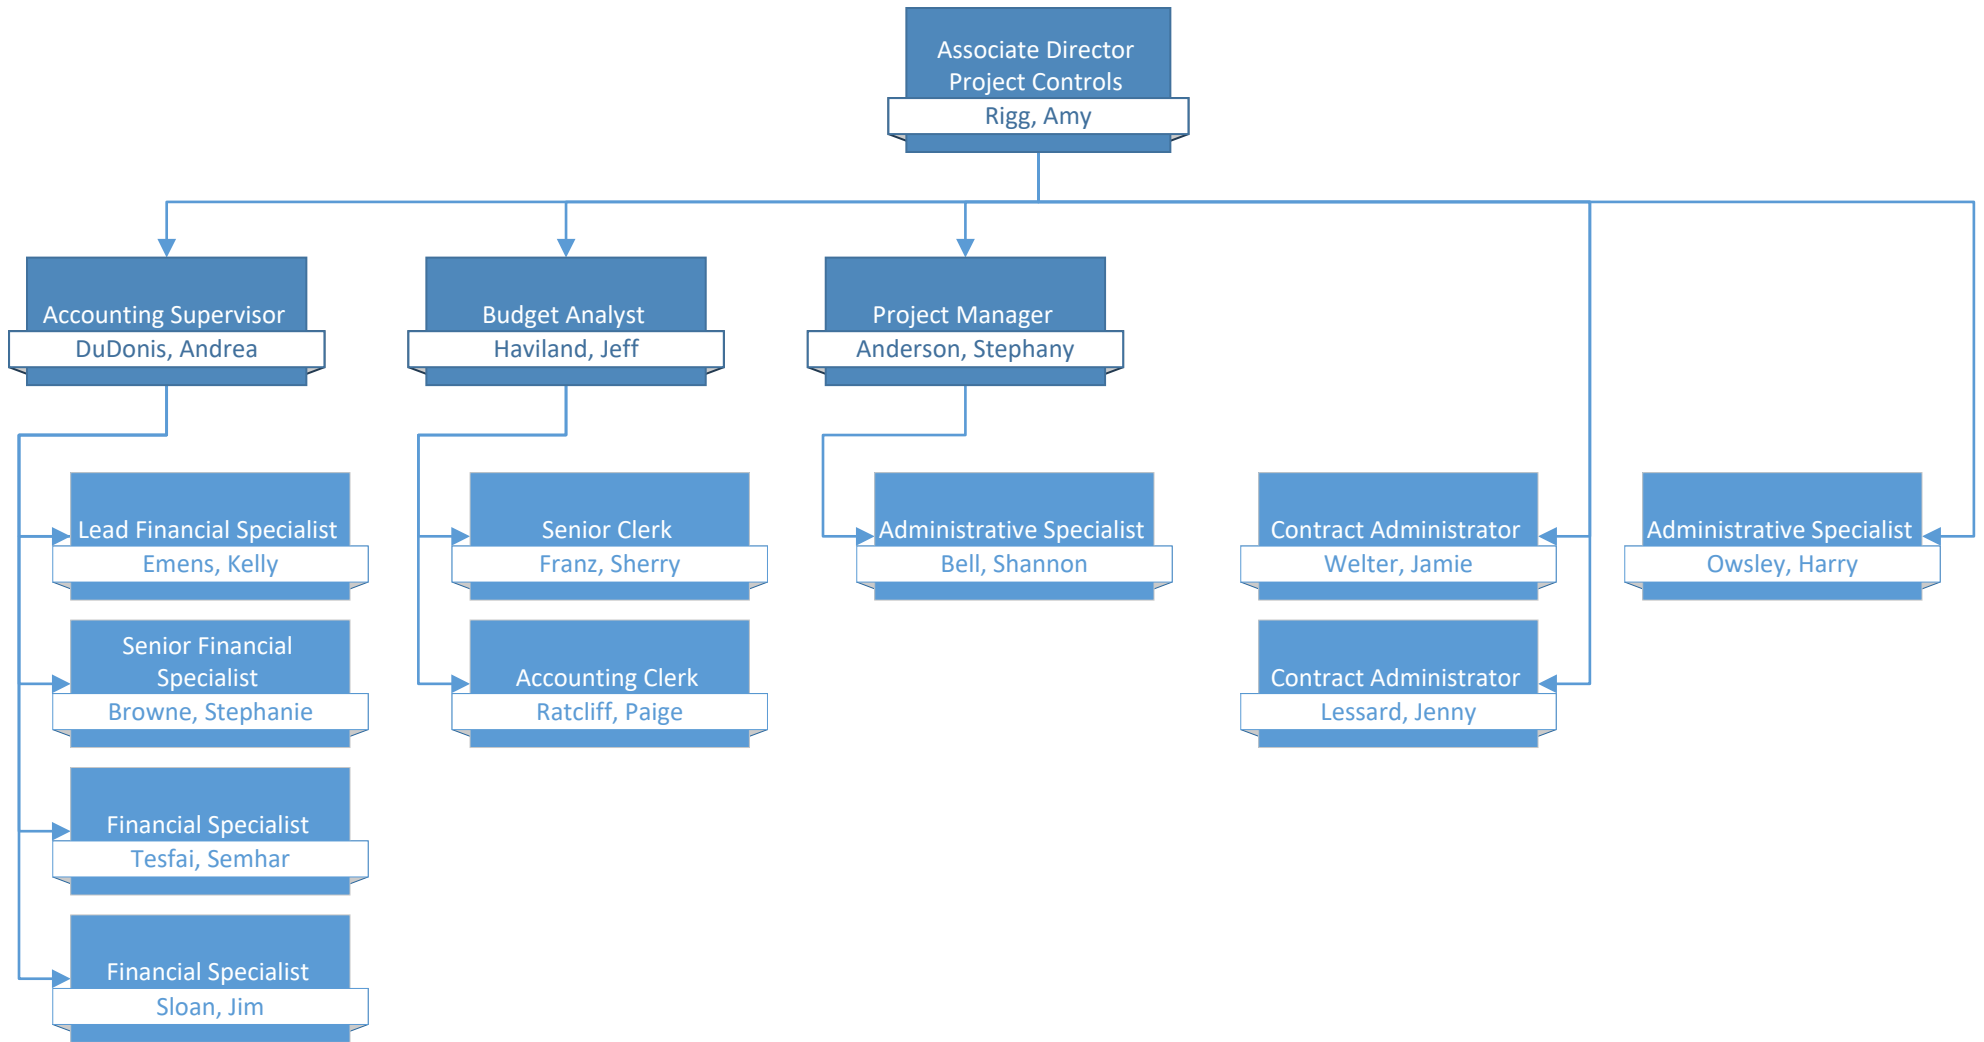 Associate Director
Project Controls
Rigg, Amy
Accounting Supervisor
DuDonis, Andrea
Budget Analyst
Haviland, Jeff
Project Manager
Anderson, Stephany
Lead Financial Specialist
Emens, Kelly
Senior Clerk
Franz, Sherry
Administrative Specialist
Bell, Shannon
Contract Administrator
Welter, Jamie
Administrative Specialist
Owsley, Harry
Senior Financial
Specialist
Browne, Stephanie
Accounting Clerk
Ratcliff, Paige
Contract Administrator
Lessard, Jenny
Financial Specialist
Tesfai, Semhar
Financial Specialist
Sloan, Jim